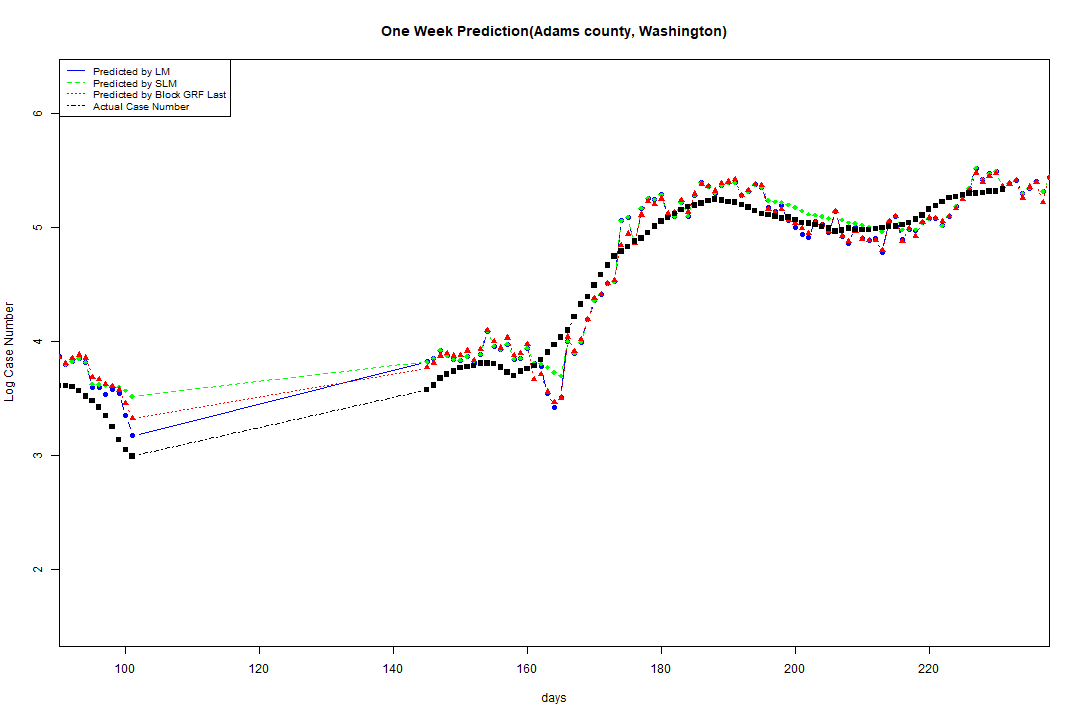 One Week Prediction(Adams county, Washington)
Predicted by LM
Predicted by SLM
Predicted by Block GRF Last
Actual Case Number
6
5
4
3
2
Log Case Number
100 120 140 160 180 200 220
days